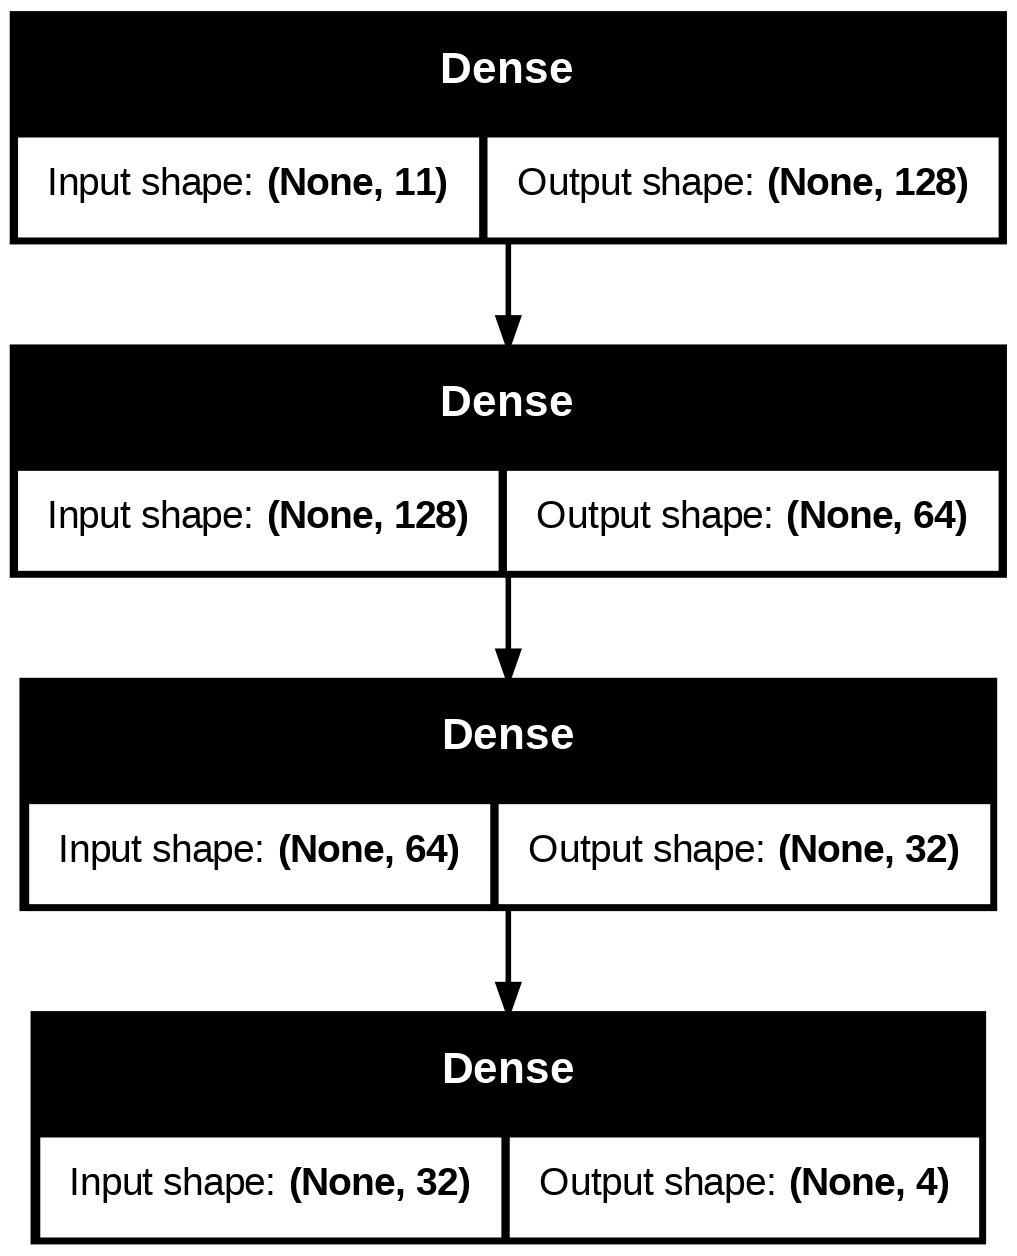 Dense
Input shape: (None, 11) Output shape: (None, 128)
Dense
Input shape: (None, 128) Output shape: (None, 64)
Dense
Input shape: (None, 64) Output shape: (None, 32)
Dense
Input shape: (None, 32) Output shape: (None, 4)